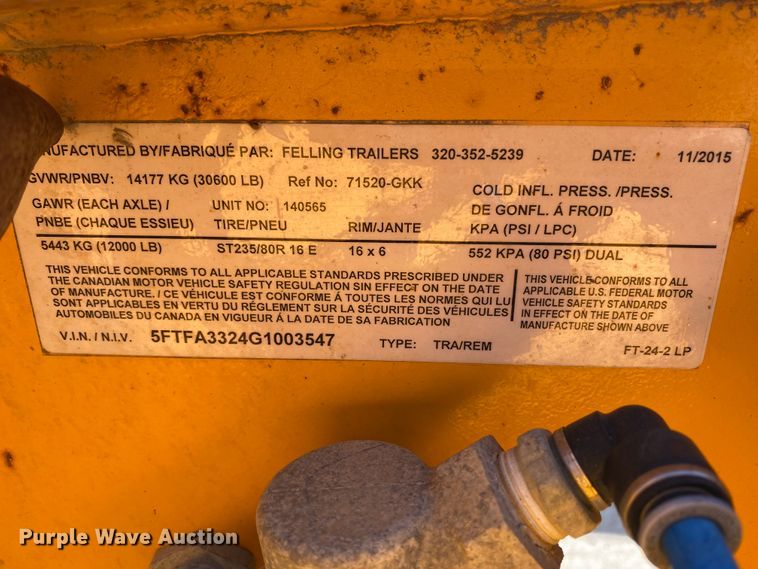 NUFACTURED BY/FABRIQUÉ PAR: FELLING TRAILERS 320-352-5239 DATE: 11/2015
GVWR/PNBV: 14177 KG (30600 LB) Ref No: 71520-GKK COLD INFL. PRESS. /PRESS.
GAWR (EACH AXLE) / UNIT NO: 140565 DE GONFL. Á FROID
PNBE (CHAQUE ESSIEU) TIRE/PNEU RIM/JANTE KPA (PSI / LPC)
5443 KG (12000 LB) ST235/80R 16 E 16 x 6 552 KPA (80 PSI) DUAL
THIS VEHICLE CONFORMS TO ALL APPLICABLE STANDARDS PRESCRIBED UNDER
THE CANADIAN MOTOR VEHICLE SAFETY REGULATION SIN EFFECT ON THE DATE
OF MANUFACTURE. / CE VÉHICULE EST CONFORME Á TOUTES LES NORMES QUI LU
SONT APPLICABLES EN VERTU DU RÉGLEMENT SUR LA SÉCURITÉ DES VÉHICULES
AUTOMOBILES DU CANADA EN VIGUEUR Á LA DATE DE SA FABRICATION
THIS VEHICLE CONFORMS TO ALL
APPLICABLE U.S. FEDERAL MOTOR
VEHICLE SAFETY STANDARDS
IN EFFECT ON THE DATE OF
MANUFACTURE SHOWN ABOVE
V.I.N. / N.I.V. 5FTFA3324G1003547 TYPE: TRA/REM FT-24-2 LP
Purple Wave Auction